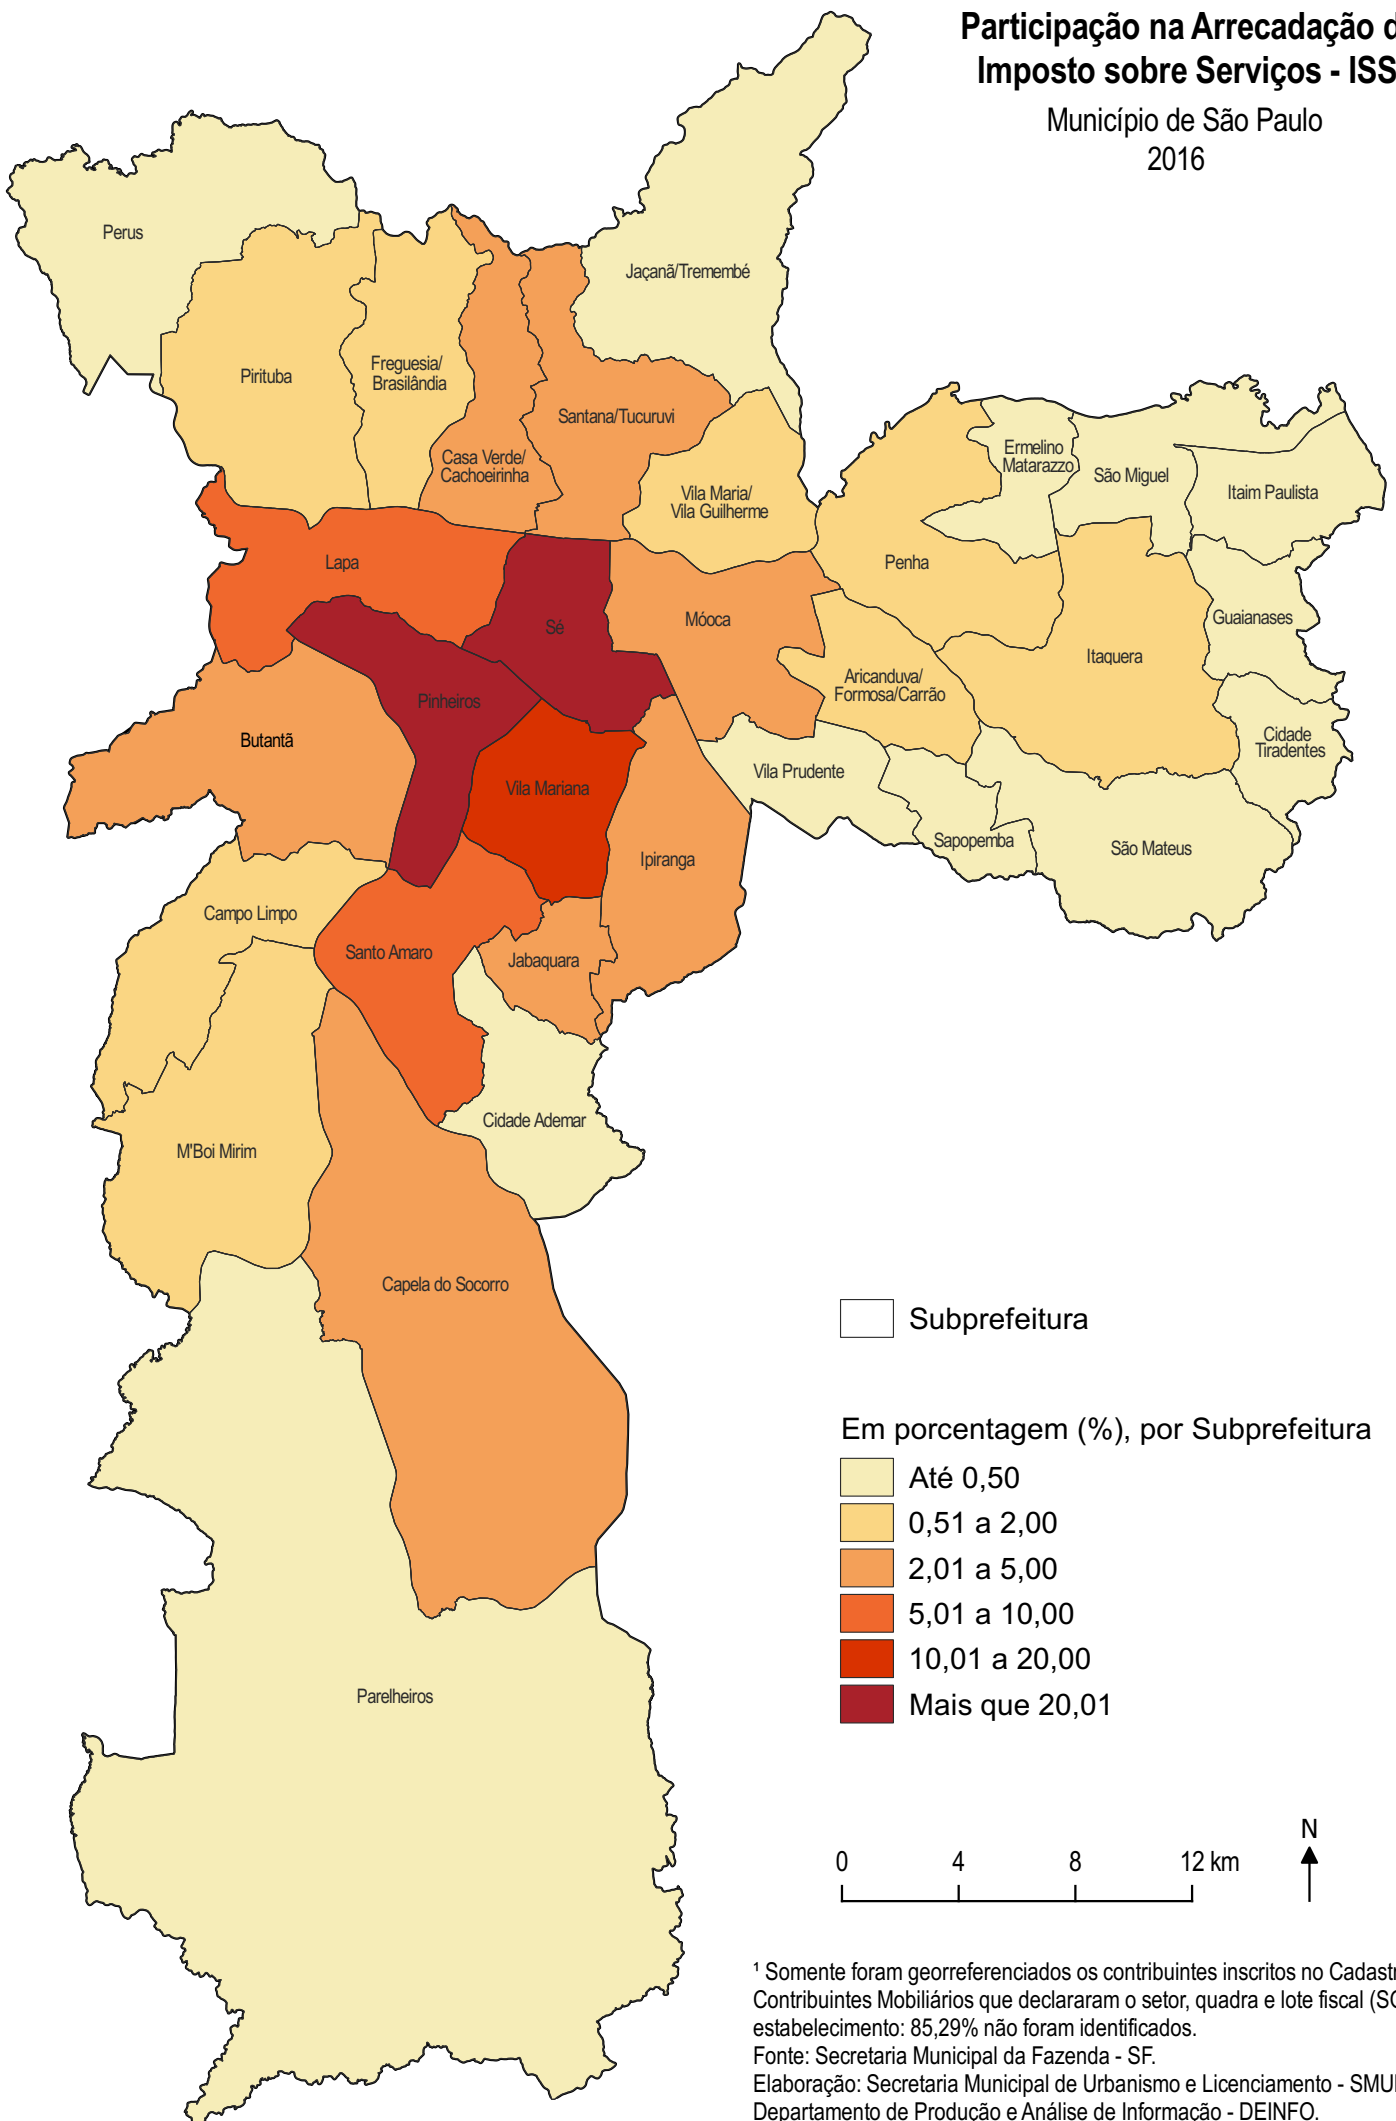 Participação na Arrecadação d
Imposto sobre Serviços - ISS
Município de São Paulo
2016
Perus
Jaçanã/Tremembé
Pirituba
Freguesia/
Brasilândia
Santana/Tucuruvi
Casa Verde/
Cachoeirinha
Vila Maria/
Vila Guilherme
Ermelino
Matarazzo
São Miguel
Itaim Paulista
Lapa
Penha
Sé
Móoca
Guaianases
Itaquera
Aricanduva/
Formosa/Carrão
Pinheiros
Butantã
Cidade
Tiradentes
Vila Prudente
Vila Mariana
Sapopemba
São Mateus
Ipiranga
Campo Limpo
Santo Amaro
Jabaquara
Cidade Ademar
M'Boi Mirim
Capela do Socorro
Parelheiros
Subprefeitura
Em porcentagem (%), por Subprefeitura
Até 0,50
0,51 a 2,00
2,01 a 5,00
5,01 a 10,00
10,01 a 20,00
Mais que 20,01
N
0 4 8 12 km
¹ Somente foram georreferenciados os contribuintes inscritos no Cadastr
Contribuintes Mobiliários que declararam o setor, quadra e lote fiscal (SQ
estabelecimento: 85,29% não foram identificados.
Fonte: Secretaria Municipal da Fazenda - SF.
Elaboração: Secretaria Municipal de Urbanismo e Licenciamento - SMUL
Departamento de Produção e Análise de Informação - DEINFO.